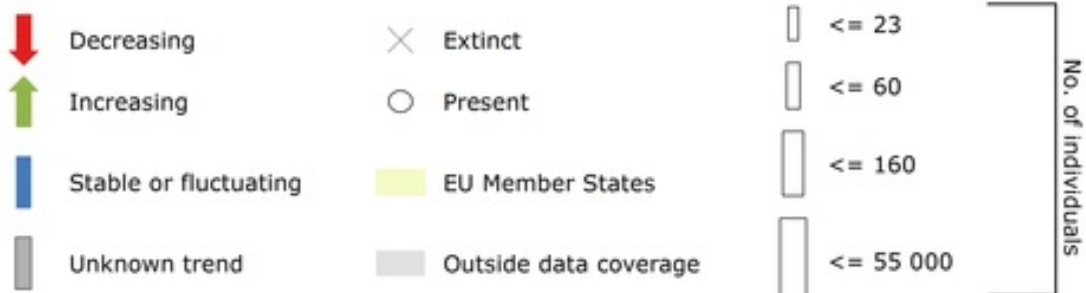 Decreasing
Increasing
Stable or fluctuating
Unknown trend
Extinct
Present
EU Member States
Outside data coverage
<= 23
<= 60
<= 160
<= 55 000
No. of individuals